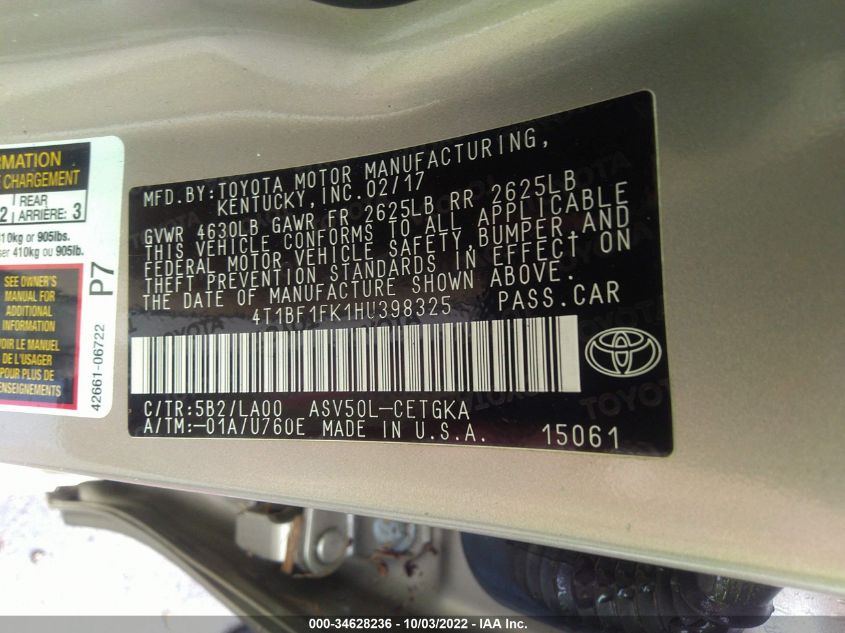 RMATION
CHARGEMENT
REAR
2 ARRIÈRE: 3
10kg or 905lbs.
ser 410kg ou 905lb.
SEE OWNER'S
MANUAL FOR
ADDITIONAL
VOIR LE MANUEL
DE L'USAGER
POUR PLUS DE
RENSEIGNEMENTS
P7
42661-06722
MFD.BY:TOYOTA MOTOR MANUFACTURING,
KENTUCKY,INC.02/17
GVWR 4630LB GAWR FR 2625LB RR 2625LB
THIS VEHICLE CONFORMS TO ALL APPLICABLE
FEDERAL MOTOR VEHICLE SAFETY,BUMPER,AND
THEFT PREVENTION STANDARDS IN EFFECT ON
THE DATE OF MANUFACTURE SHOWN ABOVE.
4T1BF1FK1HU398325 PASS.CAR
C/TR:5B2/LA00 ASV50L-CETGKA
A/TM:-01A/U760E MADE IN U.S.A. 15061
000-34628236 - 10/03/2022 - IAA Inc.